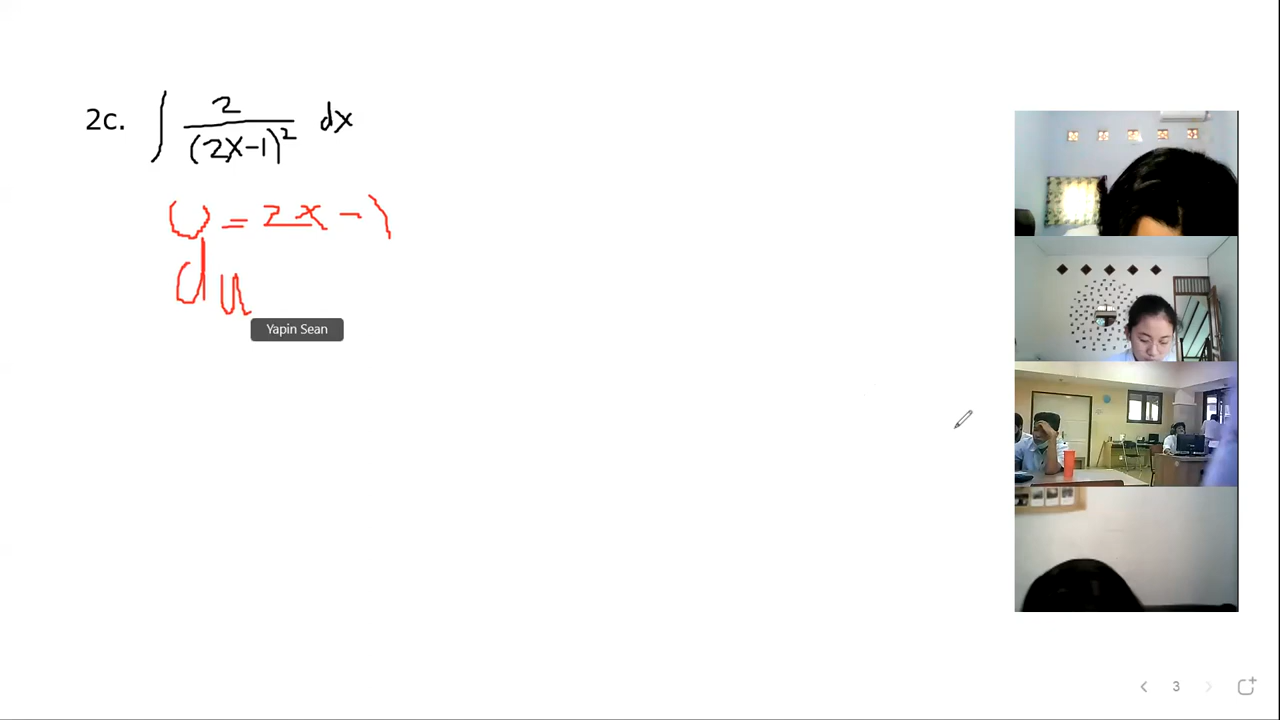 2c. ∫ 2/(2x-1)² dx
u = 2x - 1
du
Yapin Sean
3